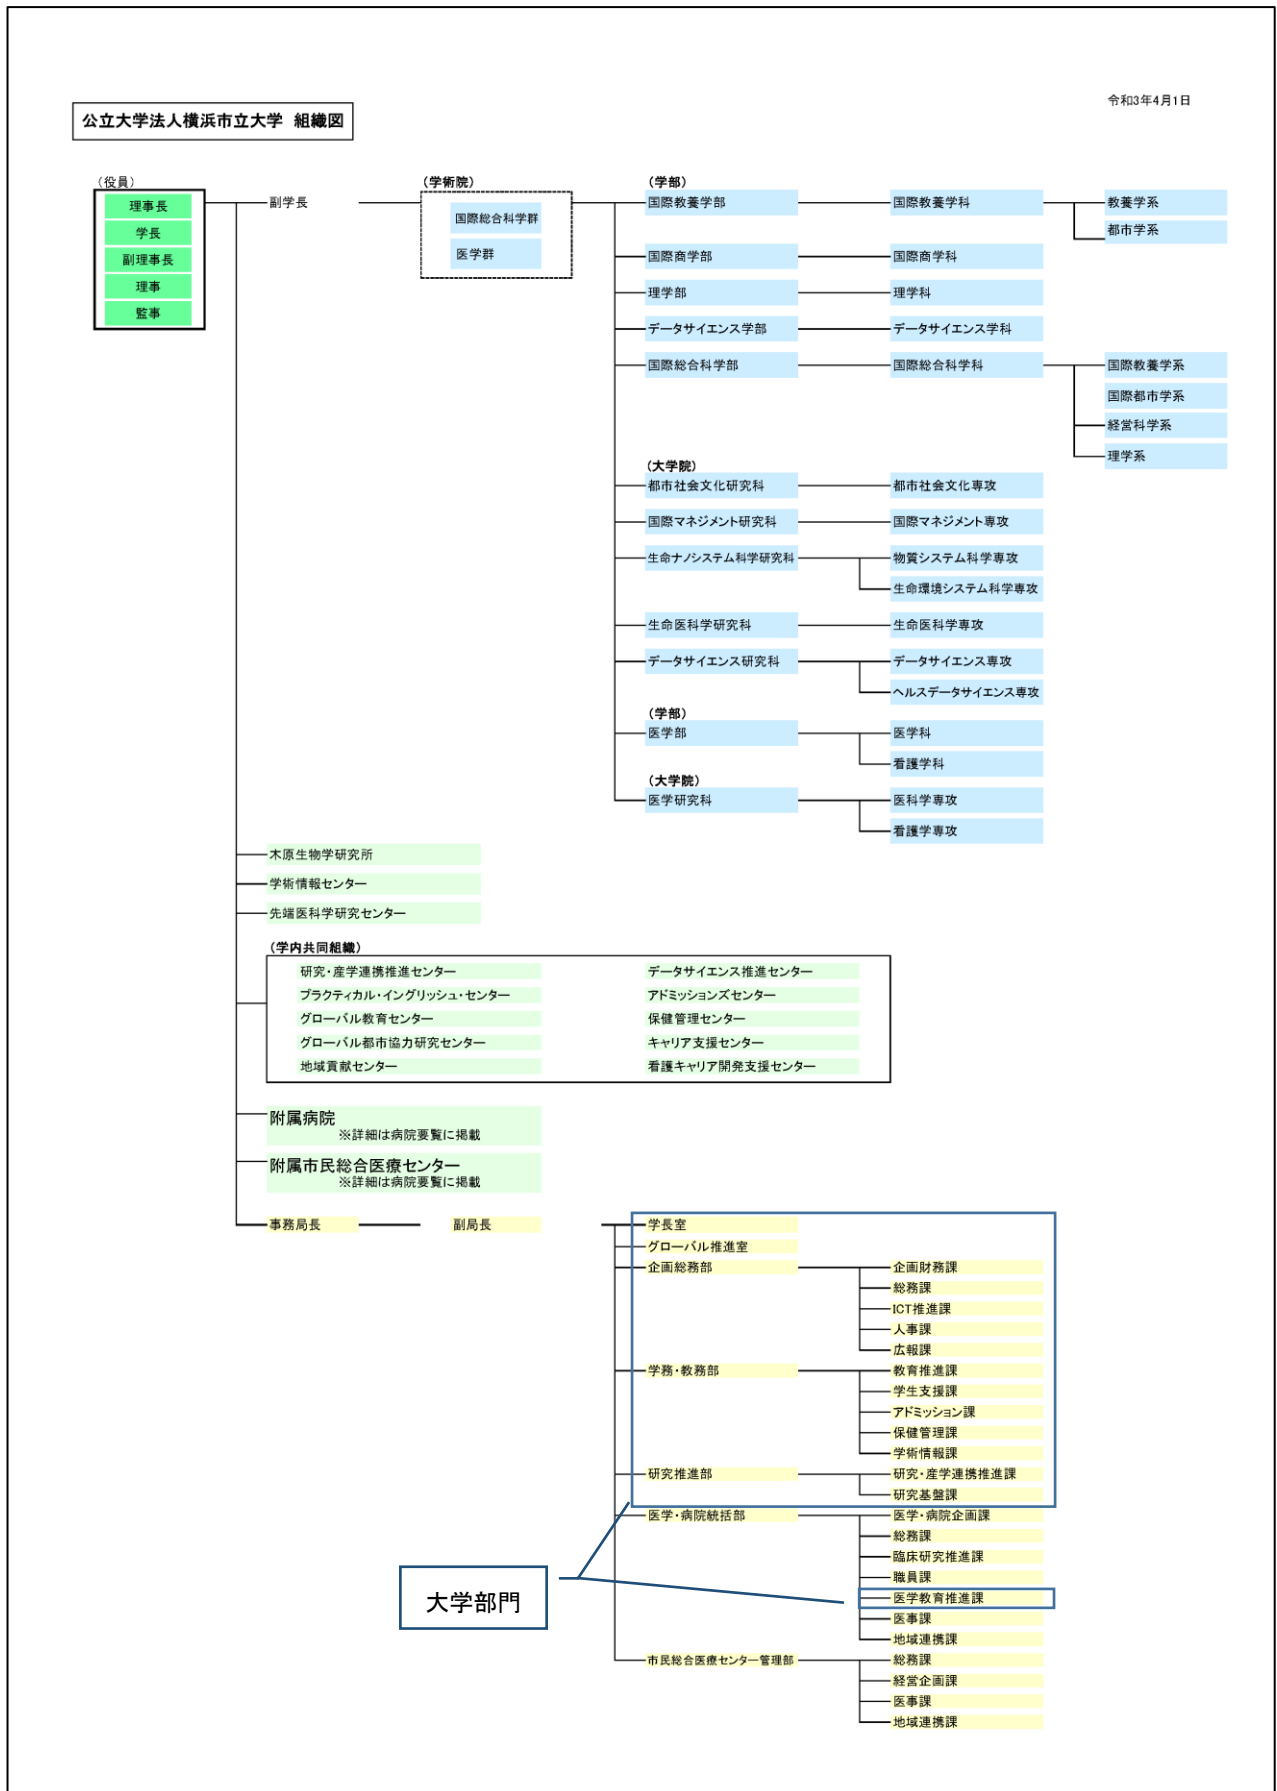 令和3年4月1日
公立大学法人横浜市立大学 組織図
（役員）
理事長
学長
副理事長
理事
監事
副学長
（学術院）
国際総合科学群
医学群
（学部）
国際教養学部
国際教養学科
教養学系
都市学系
国際商学部
国際商学科
理学部
理学科
データサイエンス学部
データサイエンス学科
国際総合科学部
国際総合科学科
国際教養学系
国際都市学系
経営科学系
理学系
（大学院）
都市社会文化研究科
都市社会文化専攻
国際マネジメント研究科
国際マネジメント専攻
生命ナノシステム科学研究科
物質システム科学専攻
生命環境システム科学専攻
生命医科学研究科
生命医科学専攻
データサイエンス研究科
データサイエンス専攻
ヘルスデータサイエンス専攻
（学部）
医学部
医学科
看護学科
（大学院）
医学研究科
医科学専攻
看護学専攻
木原生物学研究所
学術情報センター
先端医科学研究センター
（学内共同組織）
研究・産学連携推進センター
データサイエンス推進センター
プラクティカル・イングリッシュ・センター
アドミッションズセンター
グローバル教育センター
保健管理センター
グローバル都市協力研究センター
キャリア支援センター
地域貢献センター
看護キャリア開発支援センター
附属病院
※詳細は病院要覧に掲載
附属市民総合医療センター
※詳細は病院要覧に掲載
事務局長
副局長
学長室
グローバル推進室
企画総務部
企画財務課
総務課
ICT推進課
人事課
広報課
学務・教務部
教育推進課
学生支援課
アドミッション課
保健管理課
学術情報課
研究推進部
研究・産学連携推進課
研究基盤課
医学・病院統括部
医学・病院企画課
総務課
臨床研究推進課
職員課
医学教育推進課
医事課
地域連携課
大学部門
市民総合医療センター管理部
総務課
経営企画課
医事課
地域連携課